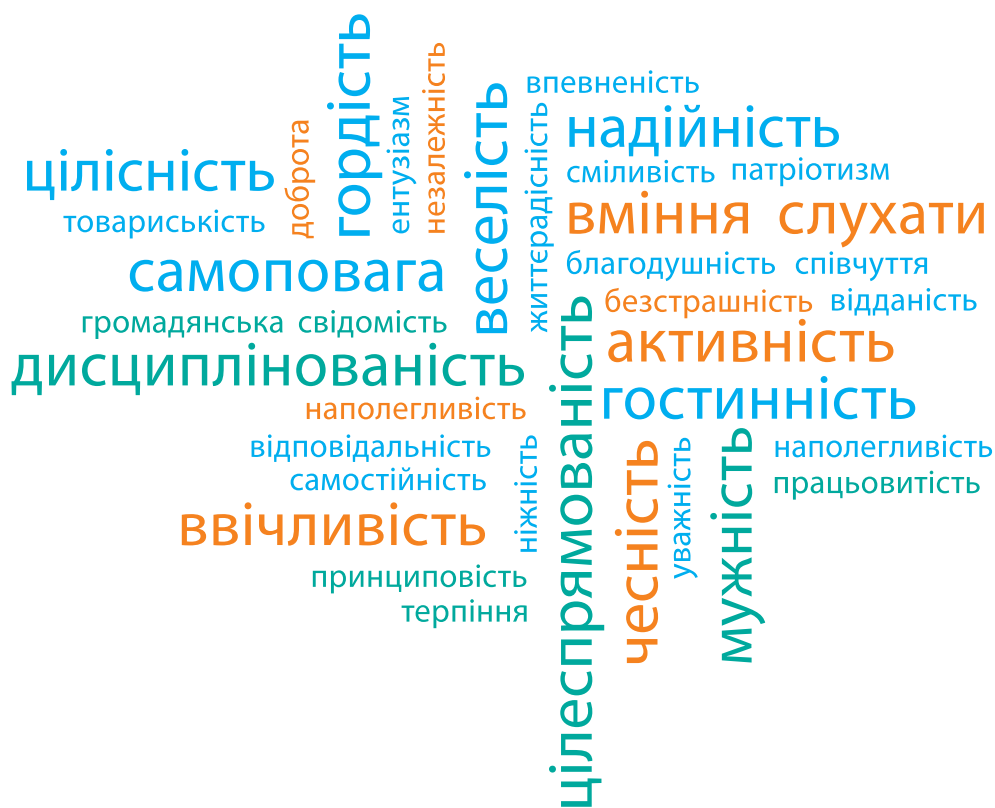 цілісність
товариськість
доброта
гордість
ентузіазм
незалежність
веселість
життєрадісність
впевненість
надійність
сміливість
патріотизм
вміння слухати
благодушність
співчуття
безстрашність
відданість
активність
гостинність
самоповага
громадянська свідомість
дисциплінованість
наполегливість
відповідальність
самостійність
ввічливість
ніжність
принциповість
терпіння
цілеспрямованість
чесність
уважність
мужність
наполегливість
працьовитість